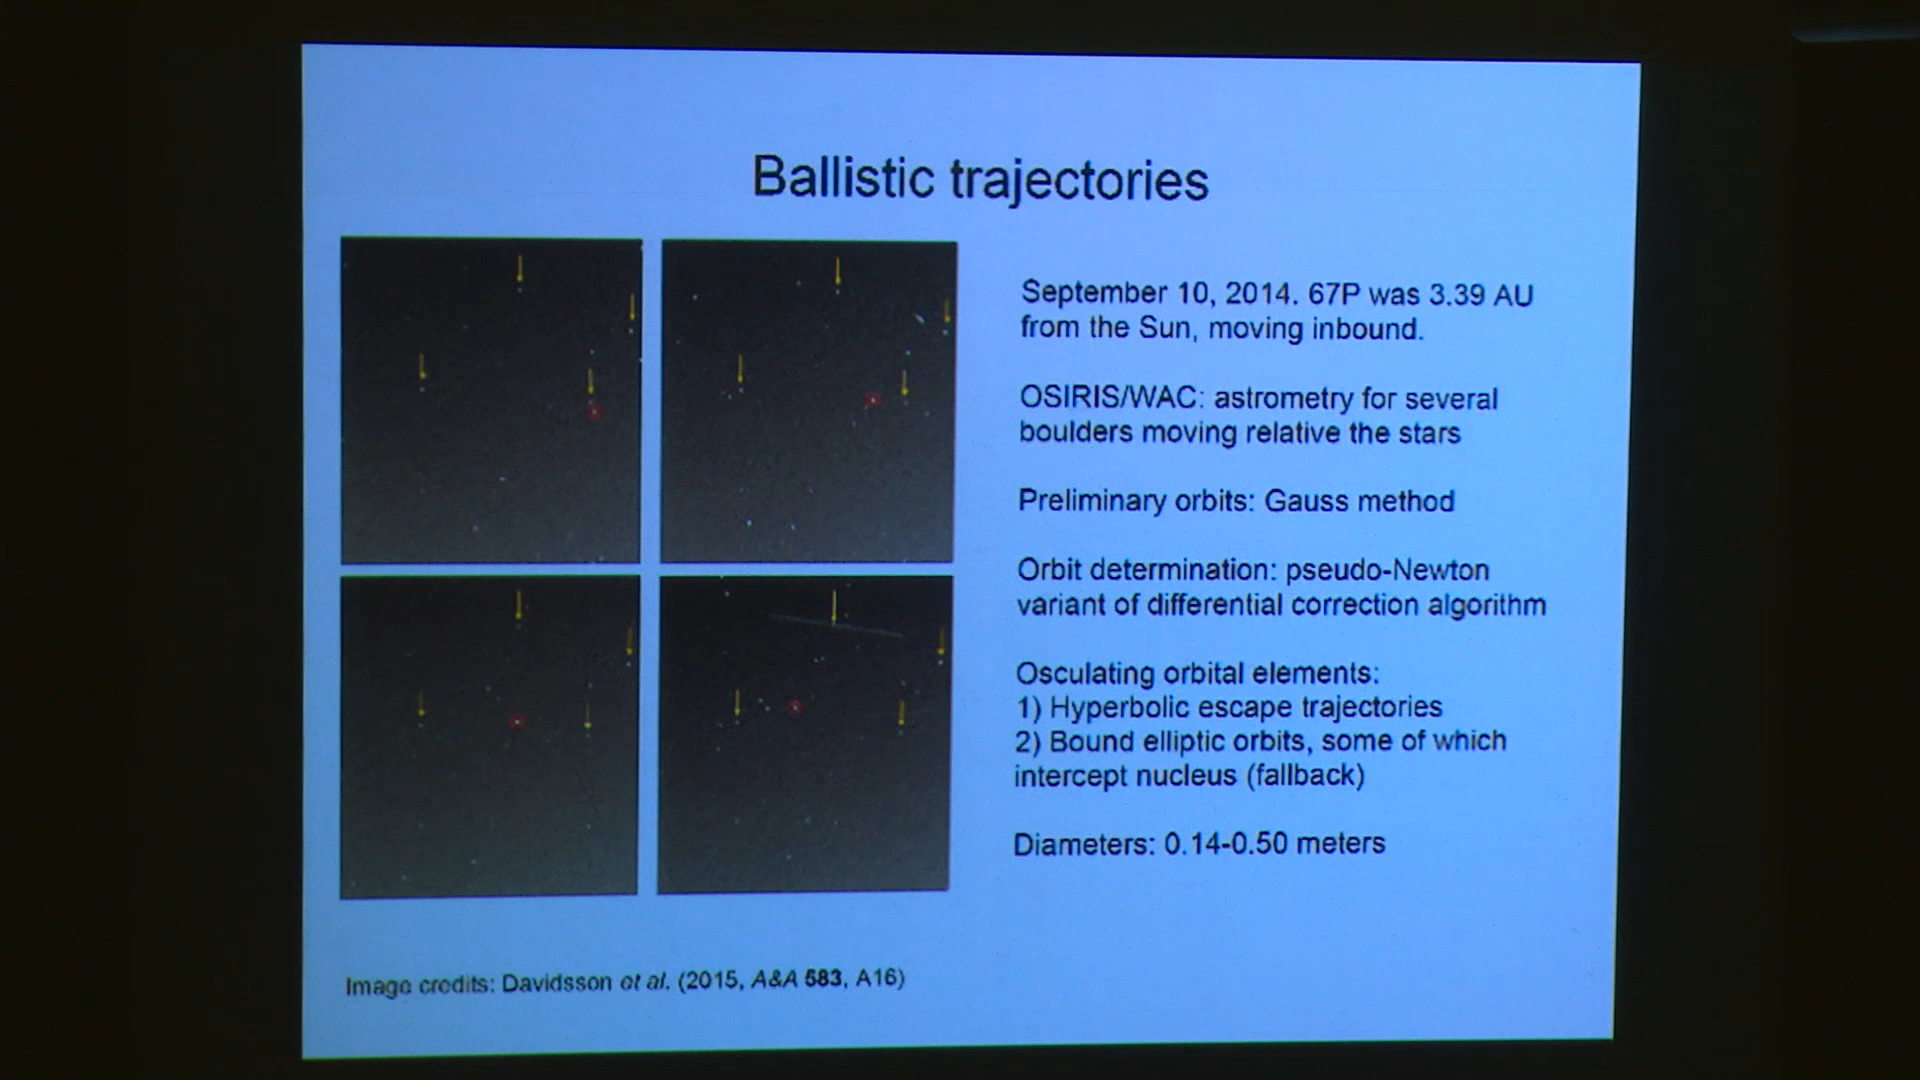 Ballistic trajectories
September 10, 2014. 67P was 3.39 AU
from the Sun, moving inbound.
OSIRIS/WAC: astrometry for several
boulders moving relative the stars
Preliminary orbits: Gauss method
Orbit determination: pseudo-Newton
variant of differential correction algorithm
Osculating orbital elements:
1) Hyperbolic escape trajectories
2) Bound elliptic orbits, some of which
intercept nucleus (fallback)
Diameters: 0.14-0.50 meters
Image credits: Davidsson et al. (2015, A&A 583, A16)